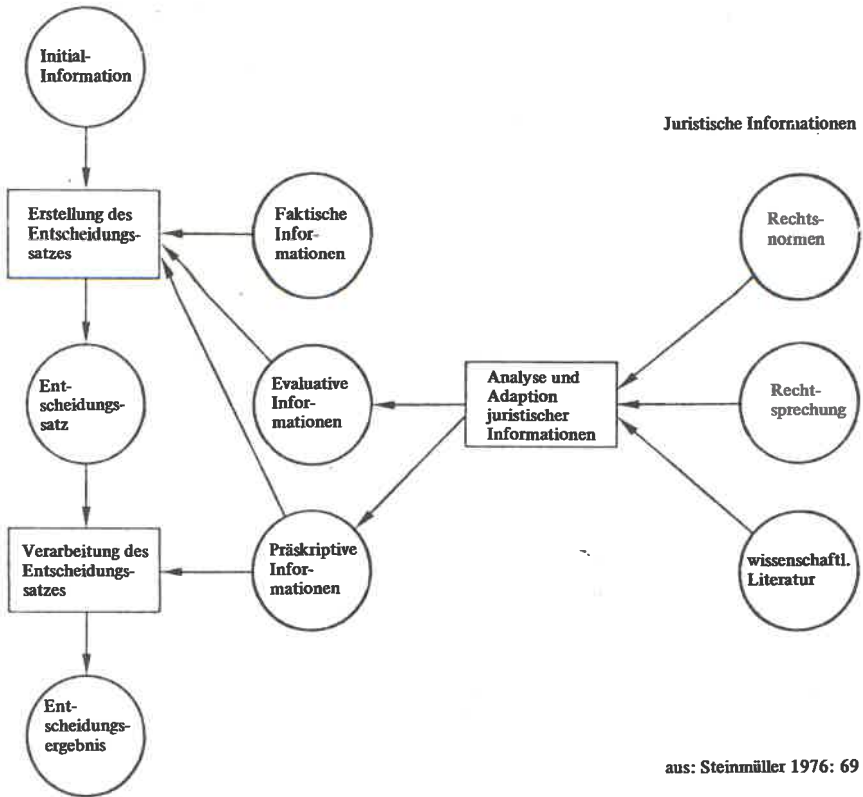 Initial-
Information
Juristische Informationen
Erstellung des
Entscheidungs-
satzes
Faktische
Infor-
mationen
Rechts-
normen
Ent-
scheidungs-
satz
Evaluative
Infor-
mationen
Analyse und
Adaption
juristischer
Informationen
Recht-
sprechung
Verarbeitung des
Entscheidungs-
satzes
Präskriptive
Infor-
mationen
wissenschaftl.
Literatur
Ent-
scheidungs-
ergebnis
aus: Steinmüller 1976: 69